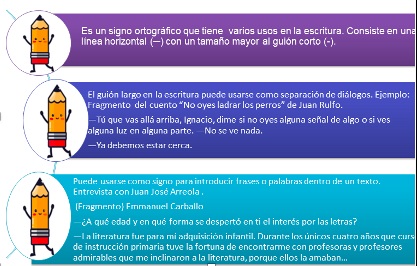 Es un signo ortográfico que tiene varios usos en la escritura. Consiste en una
línea horizontal (—) con un tamaño mayor al guión corto (-).
El guión largo en la escritura puede usarse como separación de diálogos. Ejemplo:
Fragmento del cuento “No oyes ladrar los perros” de Juan Rulfo.
—Tú que vas allá arriba, Ignacio, dime si no oyes alguna señal de algo o si ves
alguna luz en alguna parte. —No se ve nada.
—Ya debemos estar cerca.
Puede usarse como signo para introducir frases o palabras dentro de un texto.
Entrevista con Juan José Arreola .
(Fragmento) Emmanuel Carballo
—¿A qué edad y en qué forma se despertó en ti el interés por las letras?
—La literatura fue para mi adquisición infantil. Durante los únicos cuatro años que curs
de instrucción primaria tuve la fortuna de encontrarme con profesoras y profesores
admirables que me inclinaron a la literatura, porque ellos la amaban...